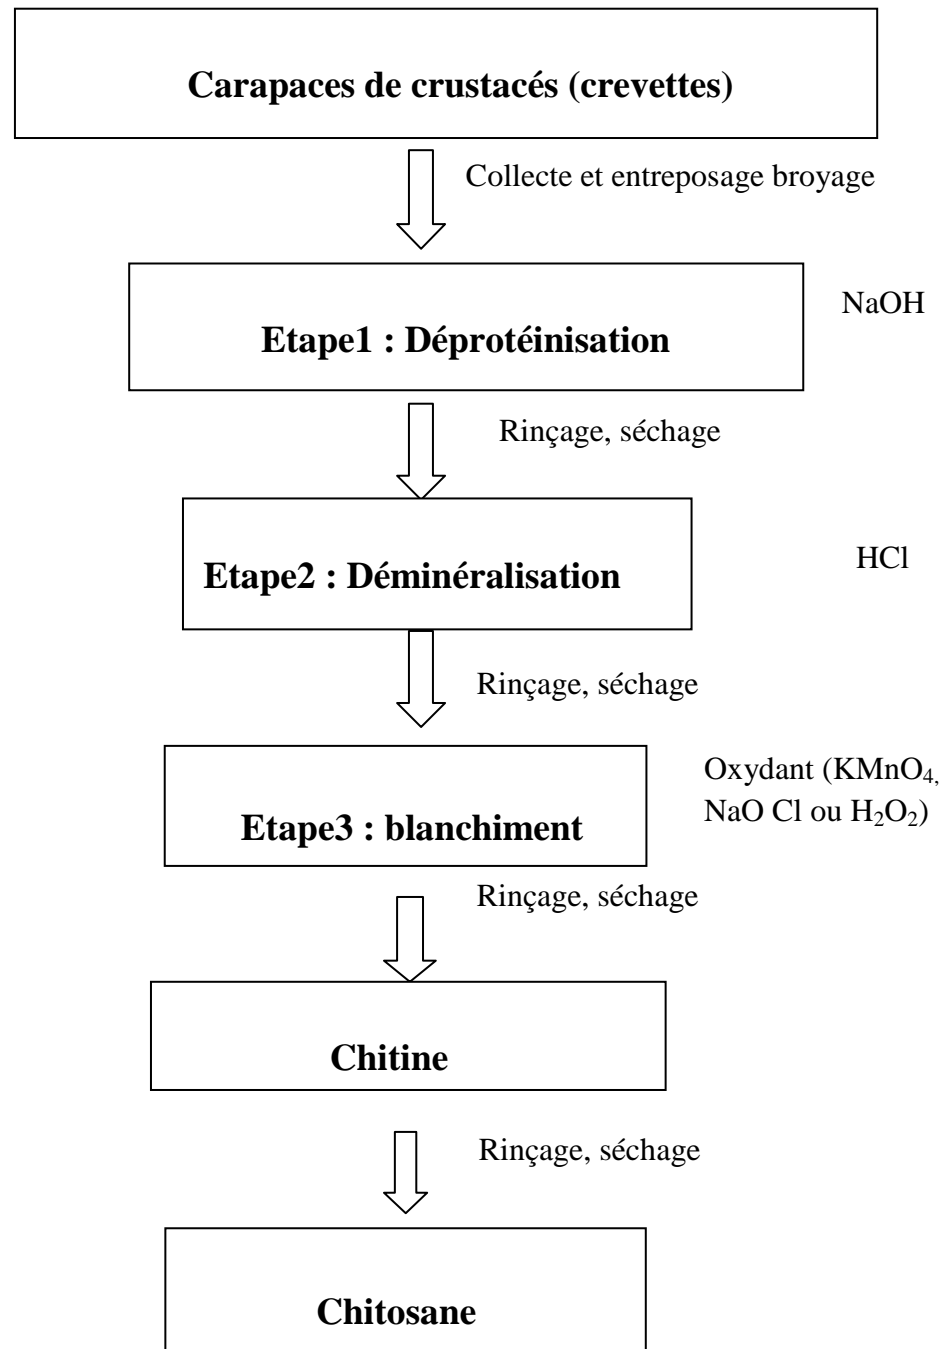 Carapaces de crustacés (crevettes)
Collecte et entreposage broyage
NaOH
Etape1 : Déprotéinisation
Rinçage, séchage
Etape2 : Déminéralisation
HCl
Rinçage, séchage
Oxydant (KMnO₄,
NaO Cl ou H₂O₂)
Etape3 : blanchiment
Rinçage, séchage
Chitine
Rinçage, séchage
Chitosane